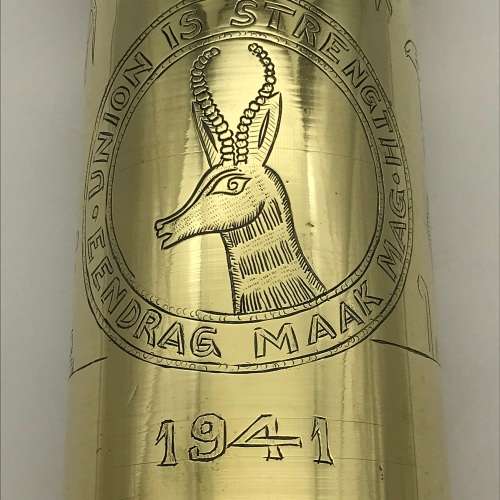 · UNION IS STRENGTH ·
EENDRAG MAAK MAG
1941